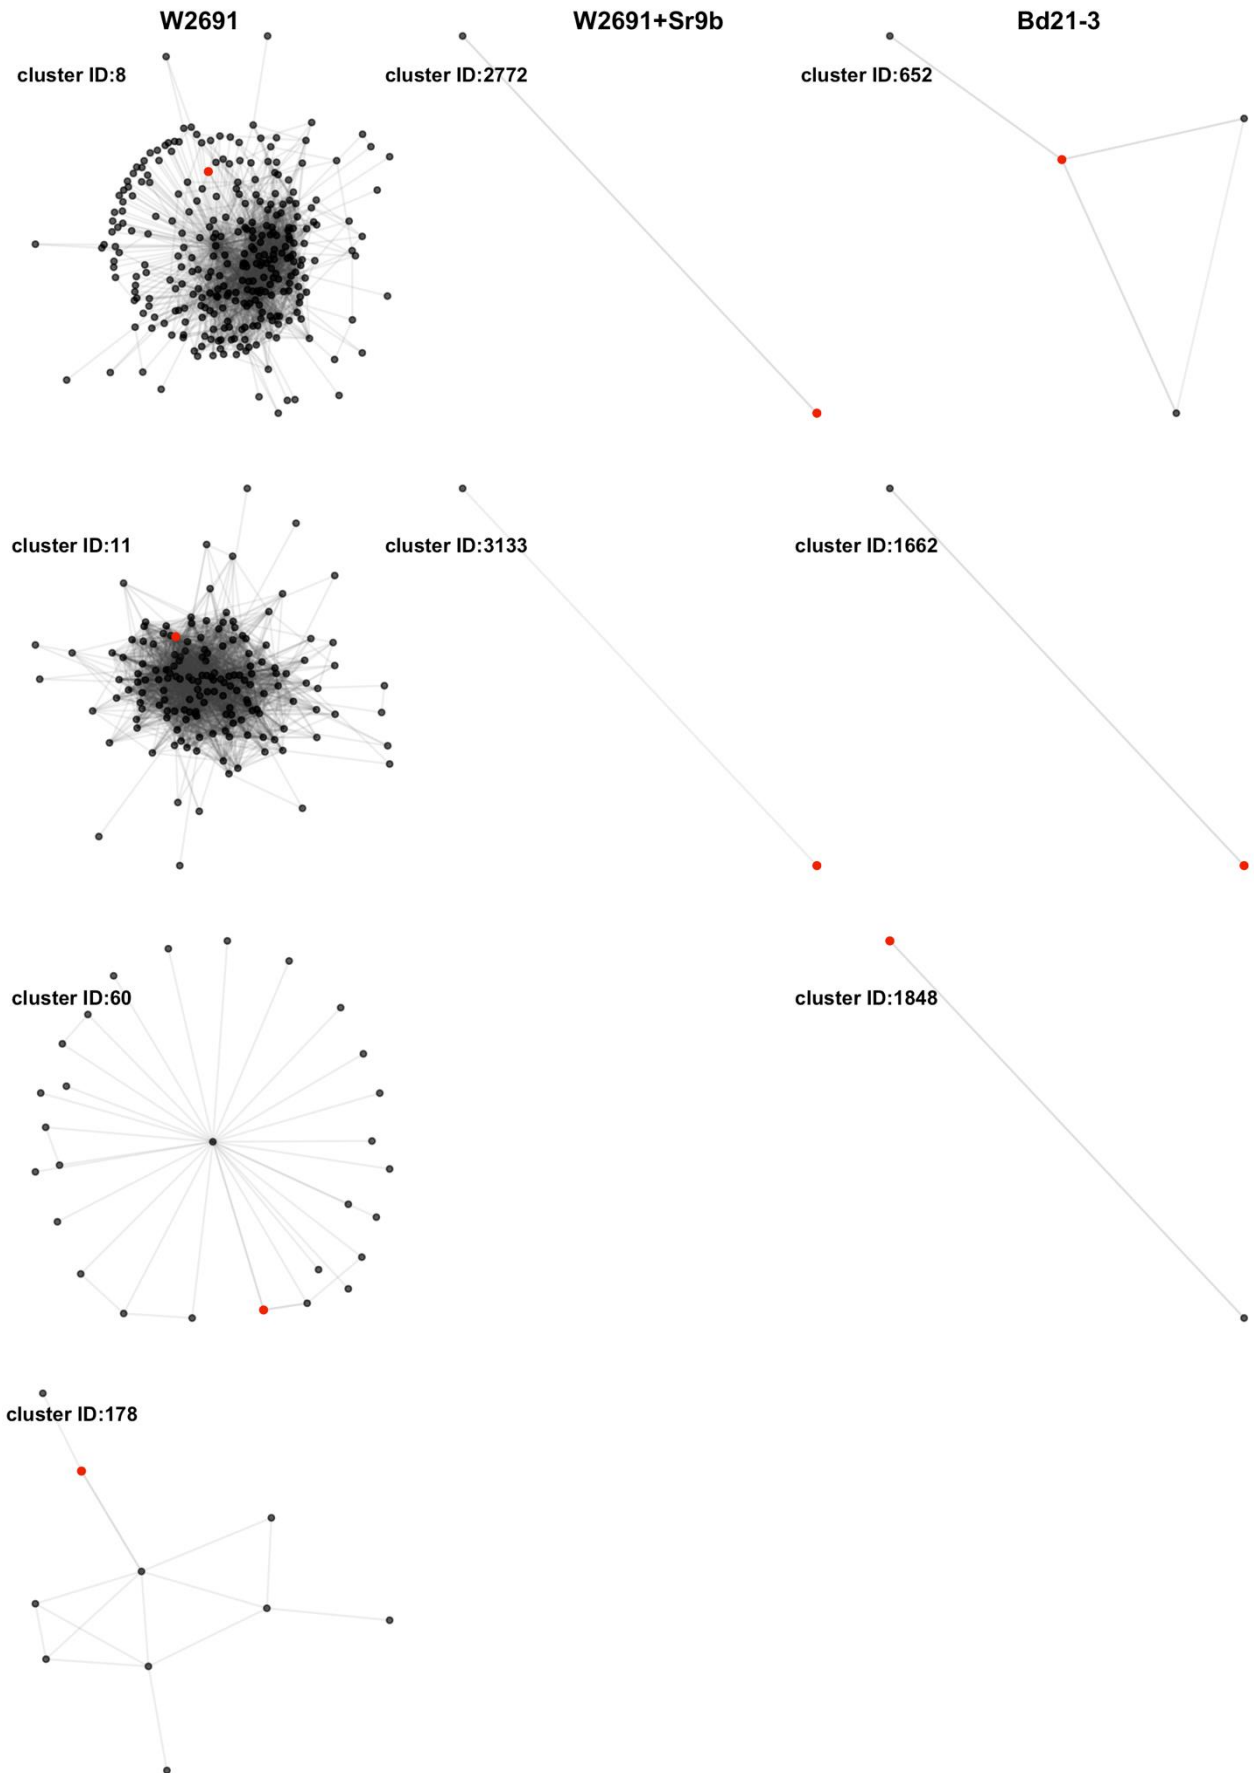 W2691 W2691+Sr9b Bd21-3
cluster ID:8 cluster ID:2772 cluster ID:652
cluster ID:11 cluster ID:3133 cluster ID:1662
cluster ID:60 cluster ID:1848
cluster ID:178